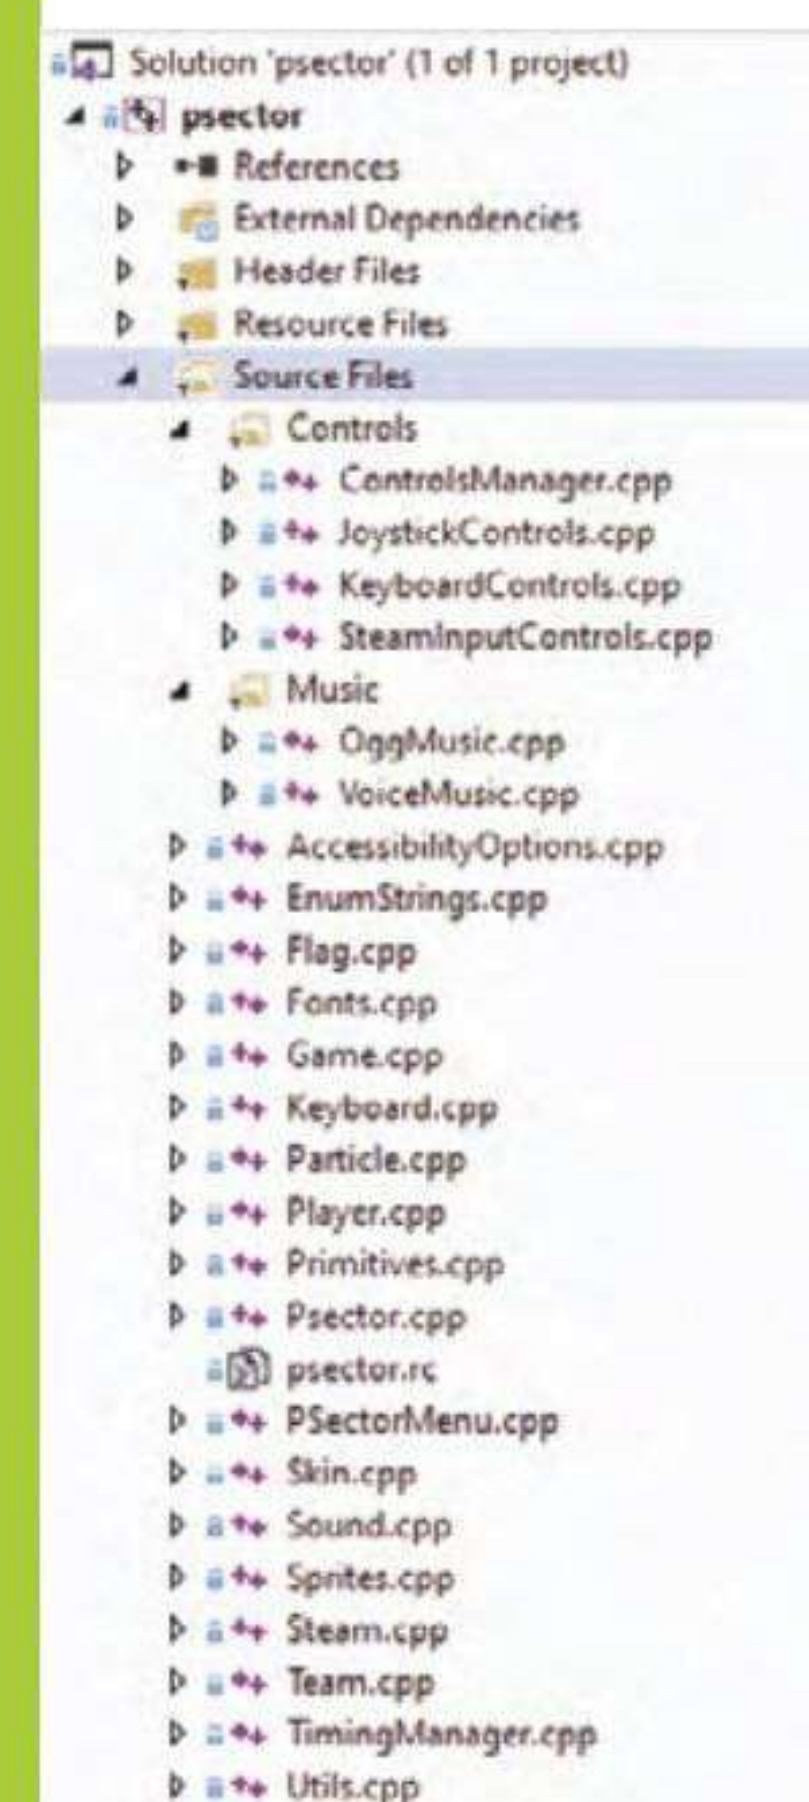 Solution 'psector' (1 of 1 project)
psector
References
External Dependencies
Header Files
Resource Files
Source Files
Controls
ControlsManager.cpp
JoystickControls.cpp
KeyboardControls.cpp
SteamInputControls.cpp
Music
OggMusic.cpp
VoiceMusic.cpp
AccessibilityOptions.cpp
EnumStrings.cpp
Flag.cpp
Fonts.cpp
Game.cpp
Keyboard.cpp
Particle.cpp
Player.cpp
Primitives.cpp
Psector.cpp
psector.rc
PSectorMenu.cpp
Skin.cpp
Sound.cpp
Sprites.cpp
Steam.cpp
Team.cpp
TimingManager.cpp
Utils.cpp